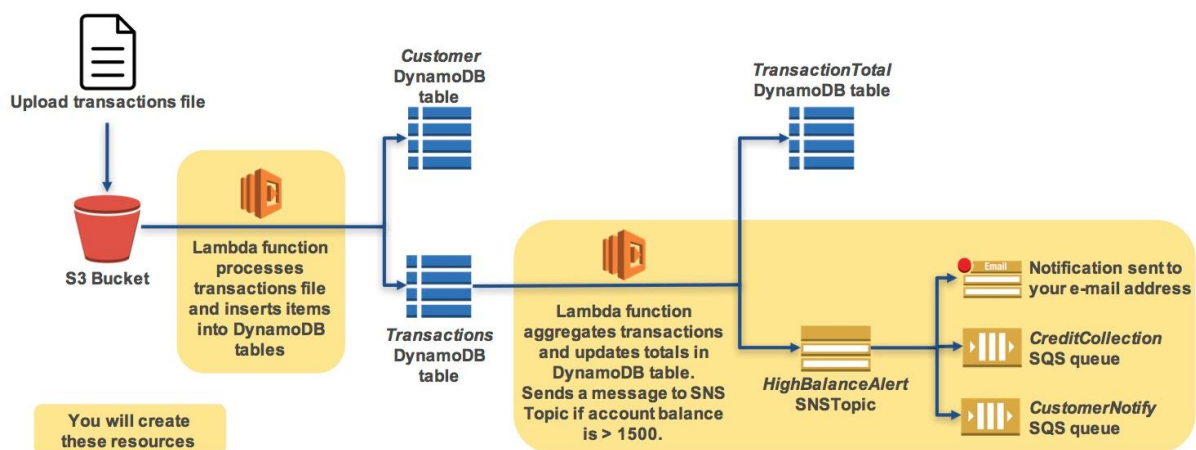 Upload transactions file
S3 Bucket
Lambda function
processes
transactions file
and inserts items
into DynamoDB
tables
You will create
these resources
Customer
DynamoDB
table
Transactions
DynamoDB
table
Lambda function
aggregates transactions
and updates totals in
DynamoDB table.
Sends a message to SNS
Topic if account balance
is > 1500.
TransactionTotal
DynamoDB table
HighBalanceAlert
SNSTopic
Email
Notification sent to
your e-mail address
CreditCollection
SQS queue
CustomerNotify
SQS queue